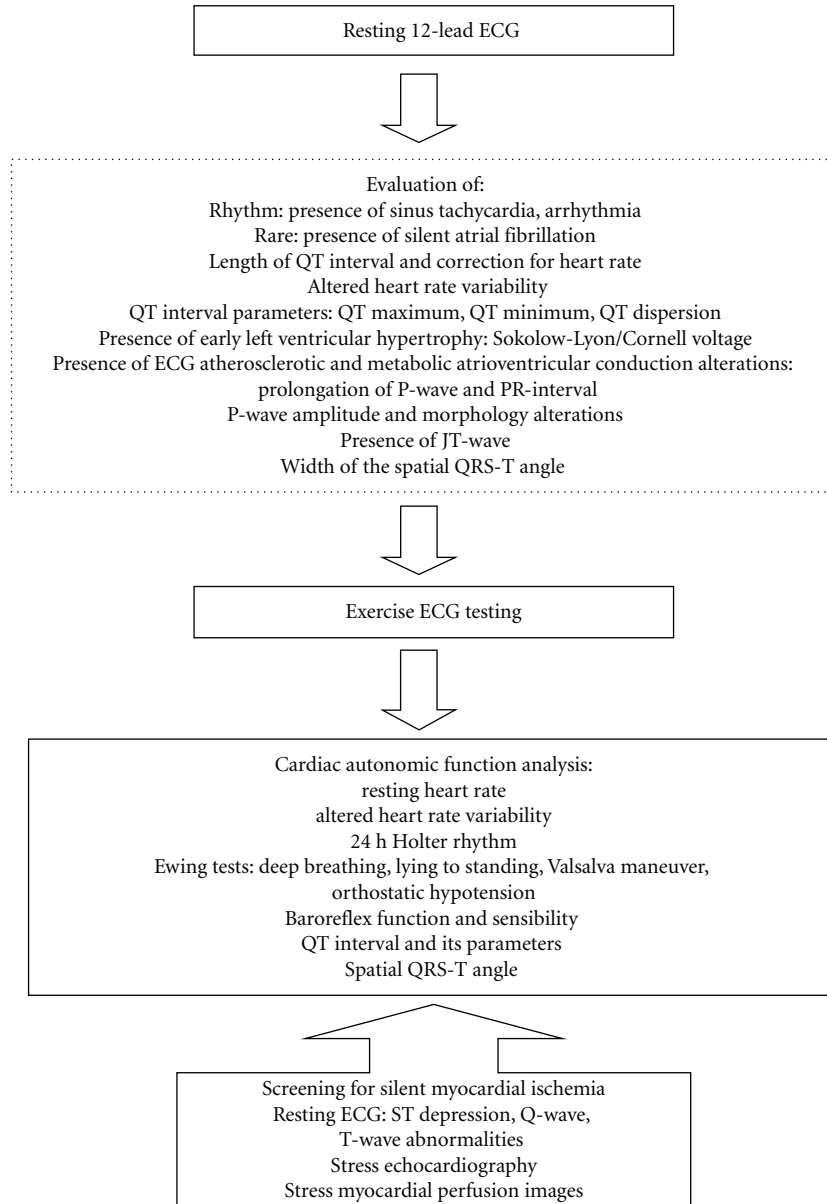 Resting 12-lead ECG
Evaluation of:
Rhythm: presence of sinus tachycardia, arrhythmia
Rare: presence of silent atrial fibrillation
Length of QT interval and correction for heart rate
Altered heart rate variability
QT interval parameters: QT maximum, QT minimum, QT dispersion
Presence of early left ventricular hypertrophy: Sokolow-Lyon/Cornell voltage
Presence of ECG atherosclerotic and metabolic atrioventricular conduction alterations:
prolongation of P-wave and PR-interval
P-wave amplitude and morphology alterations
Presence of JT-wave
Width of the spatial QRS-T angle
Exercise ECG testing
Cardiac autonomic function analysis:
resting heart rate
altered heart rate variability
24 h Holter rhythm
Ewing tests: deep breathing, lying to standing, Valsalva maneuver,
orthostatic hypotension
Baroreflex function and sensibility
QT interval and its parameters
Spatial QRS-T angle
Screening for silent myocardial ischemia
Resting ECG: ST depression, Q-wave,
T-wave abnormalities
Stress echocardiography
Stress myocardial perfusion images